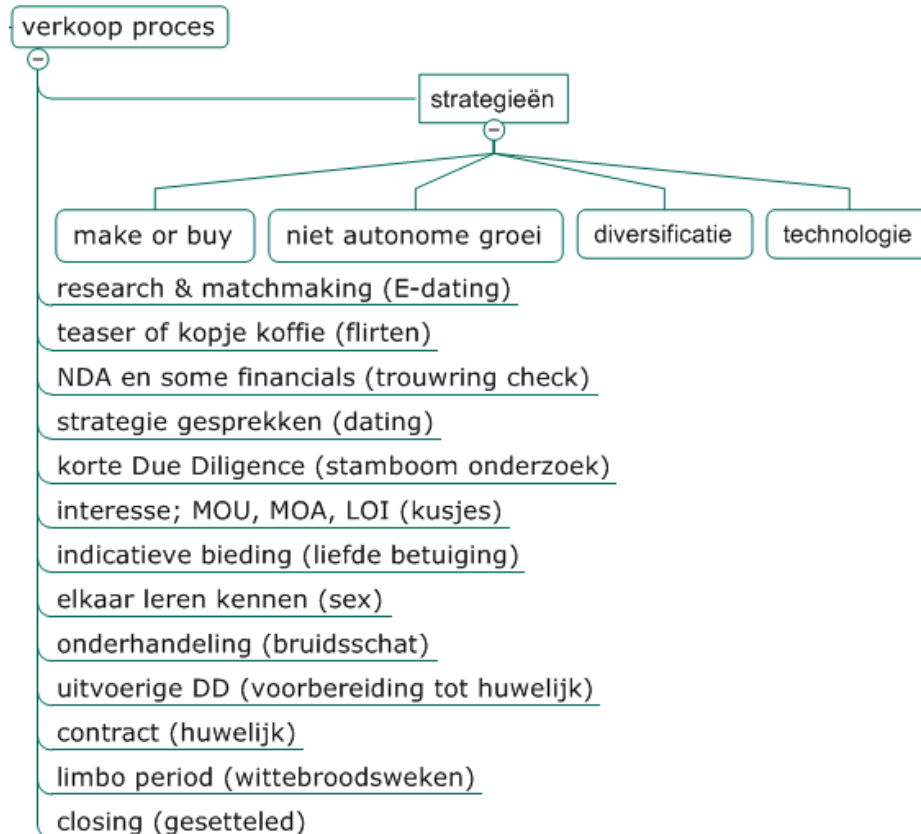 verkoop proces
strategieën
make or buy
niet autonome groei
diversificatie
technologie
research & matchmaking (E-dating)
teaser of kopje koffie (flirten)
NDA en some financials (trouwring check)
strategie gesprekken (dating)
korte Due Diligence (stamboom onderzoek)
interesse; MOU, MOA, LOI (kusjes)
indicatieve bieding (liefde betuiging)
elkaar leren kennen (sex)
onderhandeling (bruidsschat)
uitvoerige DD (voorbereiding tot huwelijk)
contract (huwelijk)
limbo period (wittebroodsweken)
closing (gesetteled)